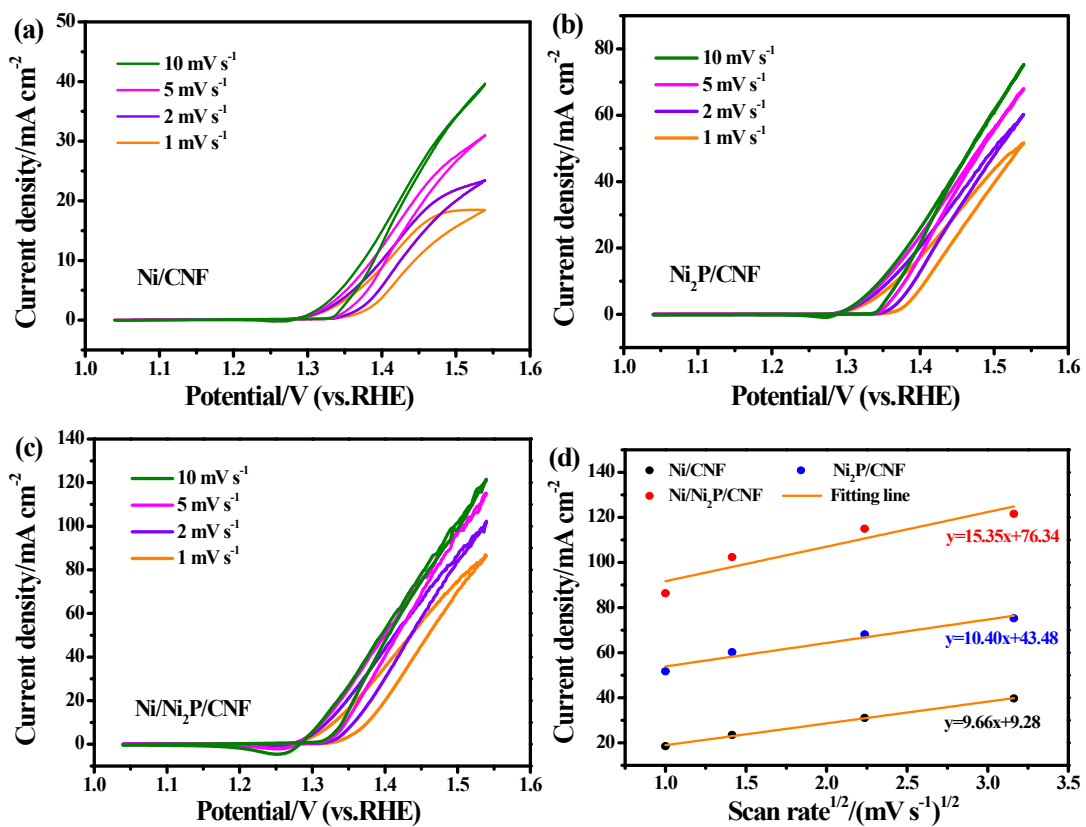 (a)
50
40
30
20
10
0
Current density/mA cm⁻²
10 mV s⁻¹
5 mV s⁻¹
2 mV s⁻¹
1 mV s⁻¹
Ni/CNF
1.0 1.1 1.2 1.3 1.4 1.5 1.6
Potential/V (vs.RHE)
(b)
80
60
40
20
0
Current density/mA cm⁻²
10 mV s⁻¹
5 mV s⁻¹
2 mV s⁻¹
1 mV s⁻¹
Ni₂P/CNF
1.0 1.1 1.2 1.3 1.4 1.5 1.6
Potential/V (vs.RHE)
(c)
140
120
100
80
60
40
20
0
Current density/mA cm⁻²
10 mV s⁻¹
5 mV s⁻¹
2 mV s⁻¹
1 mV s⁻¹
Ni/Ni₂P/CNF
1.0 1.1 1.2 1.3 1.4 1.5 1.6
Potential/V (vs.RHE)
(d)
140
120
100
80
60
40
20
Current density/mA cm⁻²
Ni/CNF Ni₂P/CNF
Ni/Ni₂P/CNF Fitting line
y=15.35x+76.34
y=10.40x+43.48
y=9.66x+9.28
1.0 1.5 2.0 2.5 3.0 3.5
Scan rate¹ᐟ²/(mV s⁻¹)¹ᐟ²